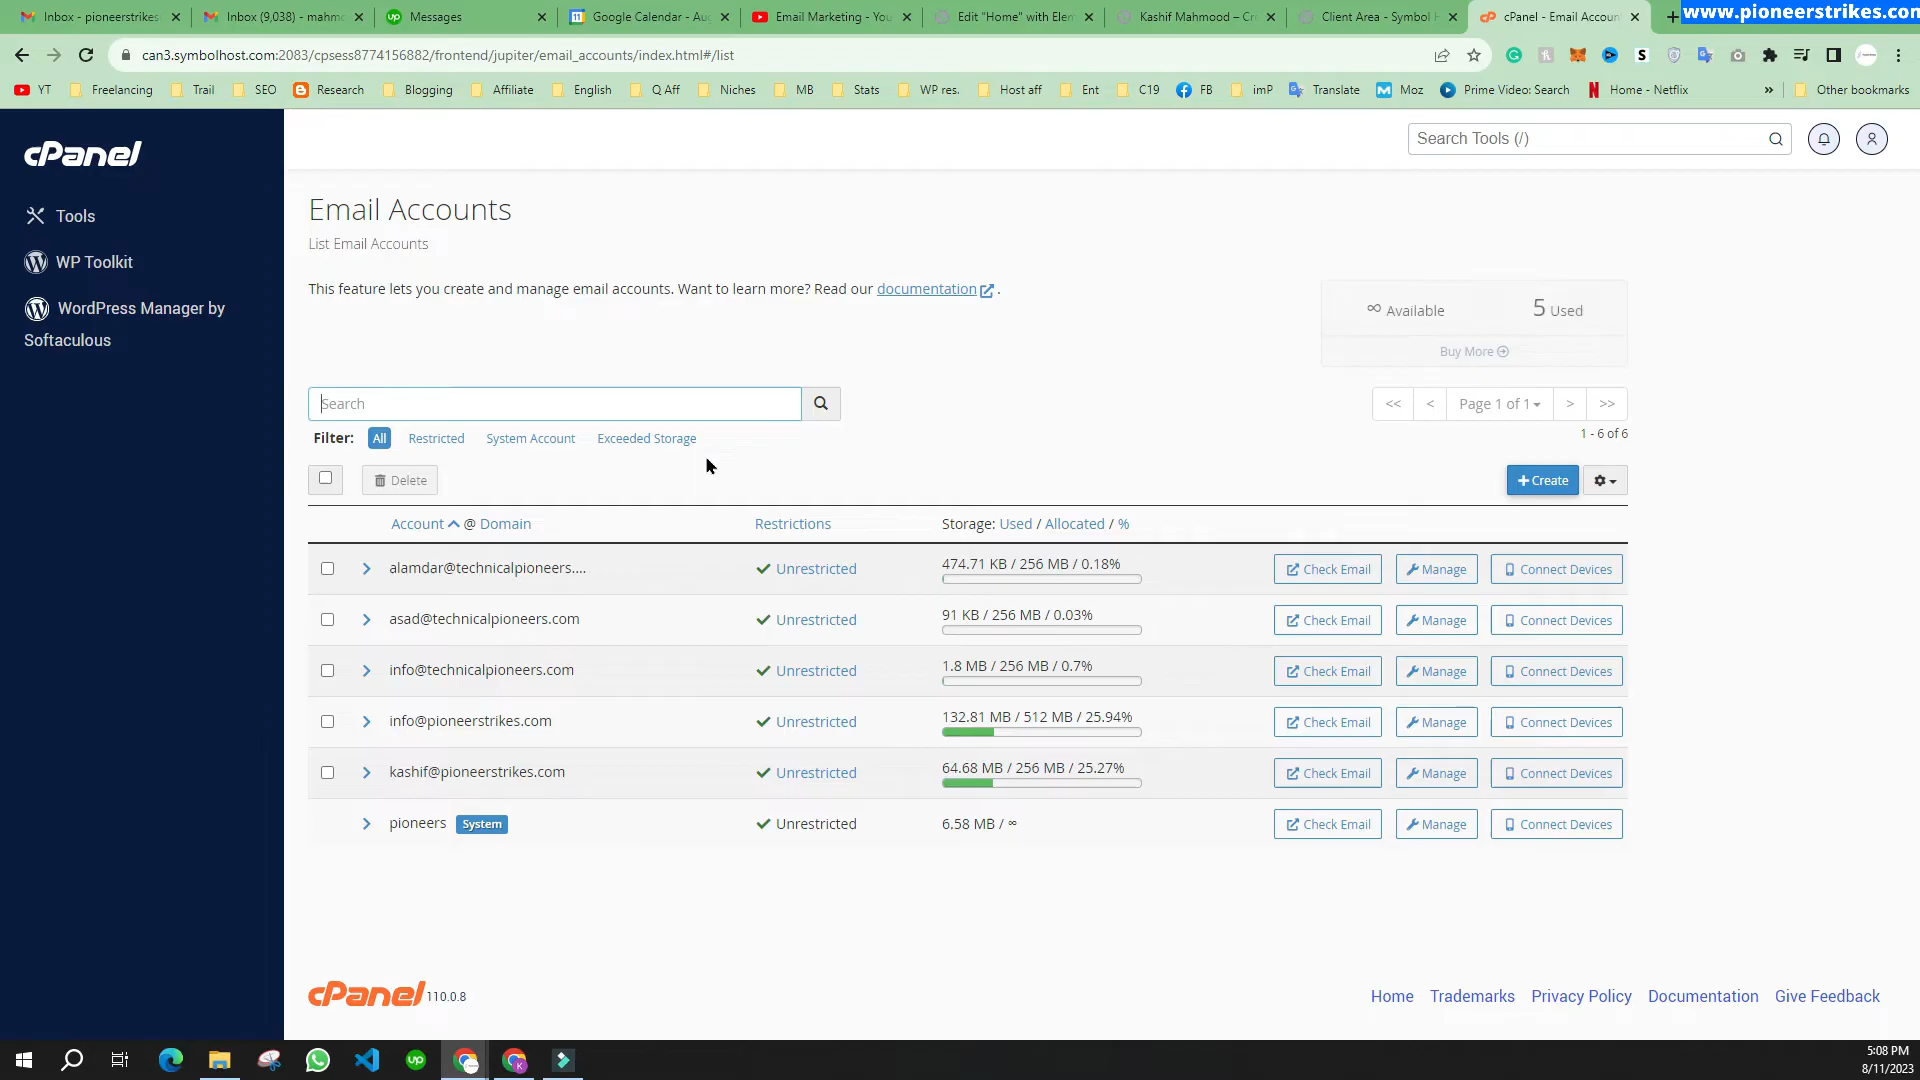 Inbox - pioneerstrikes
Inbox (9,038) - mahm
Messages
Google Calendar - Aug
Email Marketing - You
Edit "Home" with Elem
Kashif Mahmood – Cr
Client Area - Symbol H
cPanel - Email Accoun
www.pioneerstrikes.com
can3.symbolhost.com:2083/cpsess8774156882/frontend/jupiter/email_accounts/index.html#/list
YT
Freelancing
Trail
SEO
Research
Blogging
Affiliate
English
Q Aff
Niches
MB
Stats
WP res.
Host aff
Ent
C19
FB
imP
Translate
Moz
Prime Video: Search
Home - Netflix
»
Other bookmarks
cPanel
Search Tools (/)
Tools
WP Toolkit
WordPress Manager by
Softaculous
Email Accounts
List Email Accounts
This feature lets you create and manage email accounts. Want to learn more? Read our documentation .
∞ Available
5 Used
Buy More
Search
<< < Page 1 of 1 > >>
Filter: All Restricted System Account Exceeded Storage
1 - 6 of 6
Delete
+ Create
Account @ Domain Restrictions Storage: Used / Allocated / %
alamdar@technicalpioneers.... Unrestricted 474.71 KB / 256 MB / 0.18% Check Email Manage Connect Devices
asad@technicalpioneers.com Unrestricted 91 KB / 256 MB / 0.03% Check Email Manage Connect Devices
info@technicalpioneers.com Unrestricted 1.8 MB / 256 MB / 0.7% Check Email Manage Connect Devices
info@pioneerstrikes.com Unrestricted 132.81 MB / 512 MB / 25.94% Check Email Manage Connect Devices
kashif@pioneerstrikes.com Unrestricted 64.68 MB / 256 MB / 25.27% Check Email Manage Connect Devices
pioneers System Unrestricted 6.58 MB / ∞ Check Email Manage Connect Devices
cPanel 110.0.8
Home Trademarks Privacy Policy Documentation Give Feedback
5:08 PM
8/11/2023